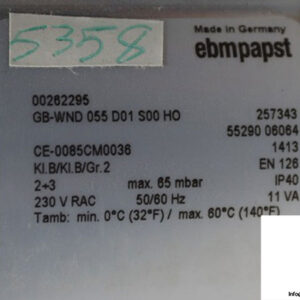 5358
Made in Germany
ebmpapst
00262295
GB-WND 055 D01 S00 HO 257343
55290 06064
CE-0085CM0036 1413
Kl.B/Kl.B/Gr.2 EN 126
2+3 max. 65 mbar IP40
230 V RAC 50/60 Hz 11 VA
Tamb: min. 0°C (32°F) / max. 60°C (140°F)